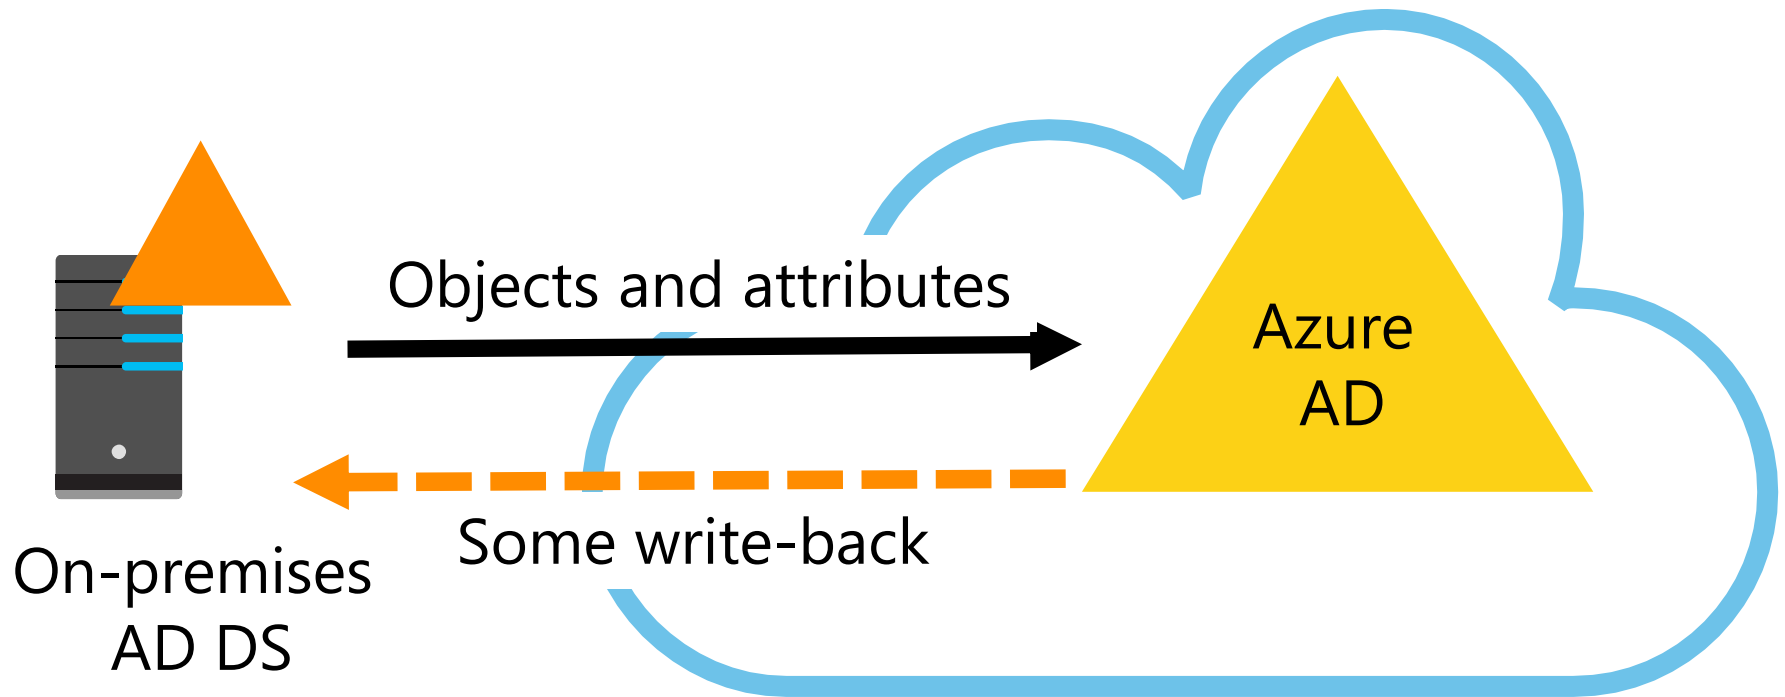 Objects and attributes
Azure
AD
Some write-back
On-premises
AD DS